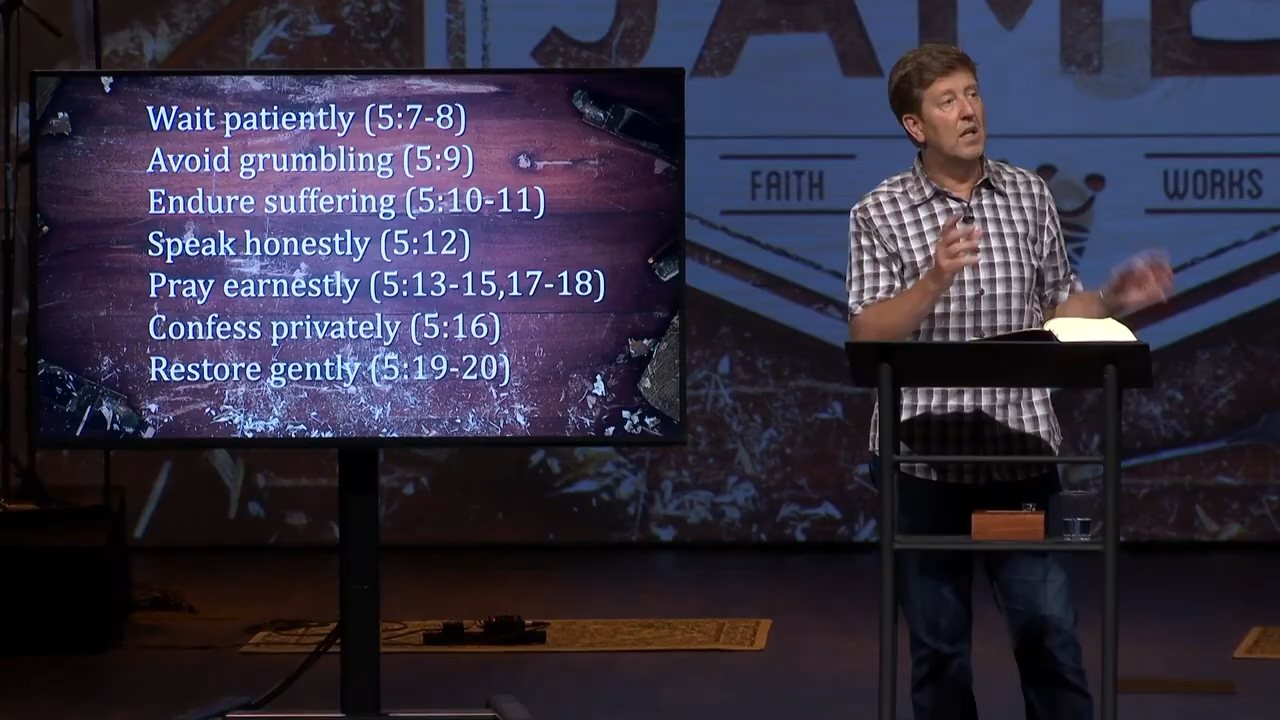 JAME
Wait patiently (5:7-8)
Avoid grumbling (5:9)
Endure suffering (5:10-11)
Speak honestly (5:12)
Pray earnestly (5:13-15,17-18)
Confess privately (5:16)
Restore gently (5:19-20)
FAITH
WORKS